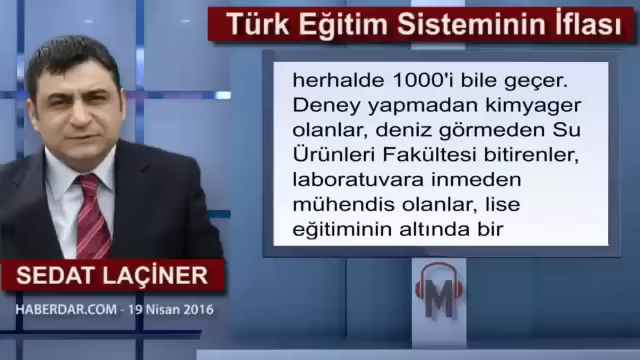 Türk Eğitim Sisteminin İflası
herhalde 1000'i bile geçer.
Deney yapmadan kimyager
olanlar, deniz görmeden Su
Ürünleri Fakültesi bitirenler,
laboratuvara inmeden
mühendis olanlar, lise
eğitiminin altında bir
SEDAT LAÇİNER
HABERDAR.COM - 19 Nisan 2016
M